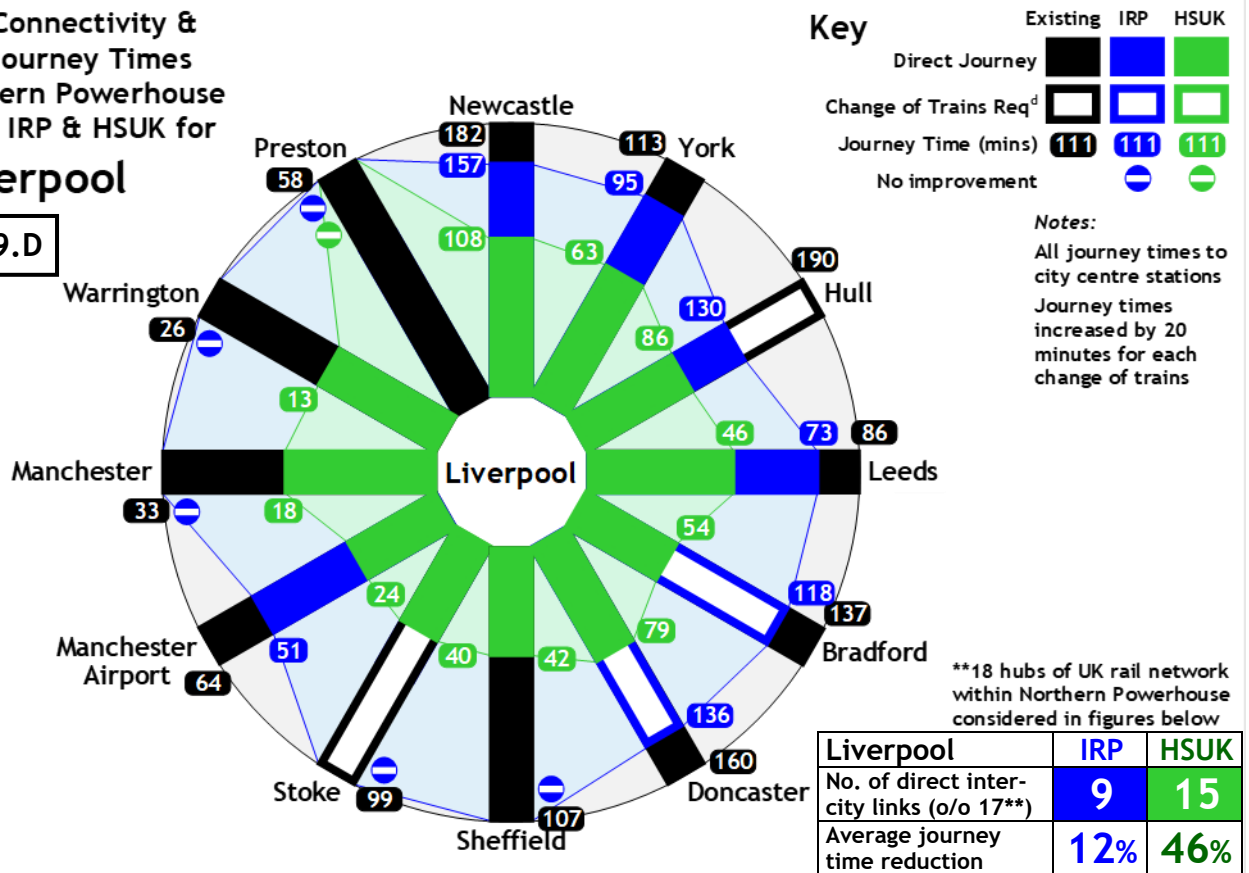 Connectivity &
ourney Times
ern Powerhouse
IRP & HSUK for
erpool
9.D
Key
Existing IRP HSUK
Direct Journey
Change of Trains Reqᵈ
Journey Time (mins) 111 111 111
No improvement
Notes:
All journey times to
city centre stations
Journey times
increased by 20
minutes for each
change of trains
Newcastle
182
157
108
York
113
95
63
Hull
190
130
86
Leeds
46 73 86
Bradford
54
118
137
Doncaster
79
136
160
Sheffield
42
107
Stoke
40
99
Manchester
Airport
24
51
64
Manchester
33
18
Warrington
26
13
Preston
58
Liverpool
**18 hubs of UK rail network
within Northern Powerhouse
considered in figures below
Liverpool IRP HSUK
No. of direct inter-
city links (o/o 17**) 9 15
Average journey
time reduction 12% 46%